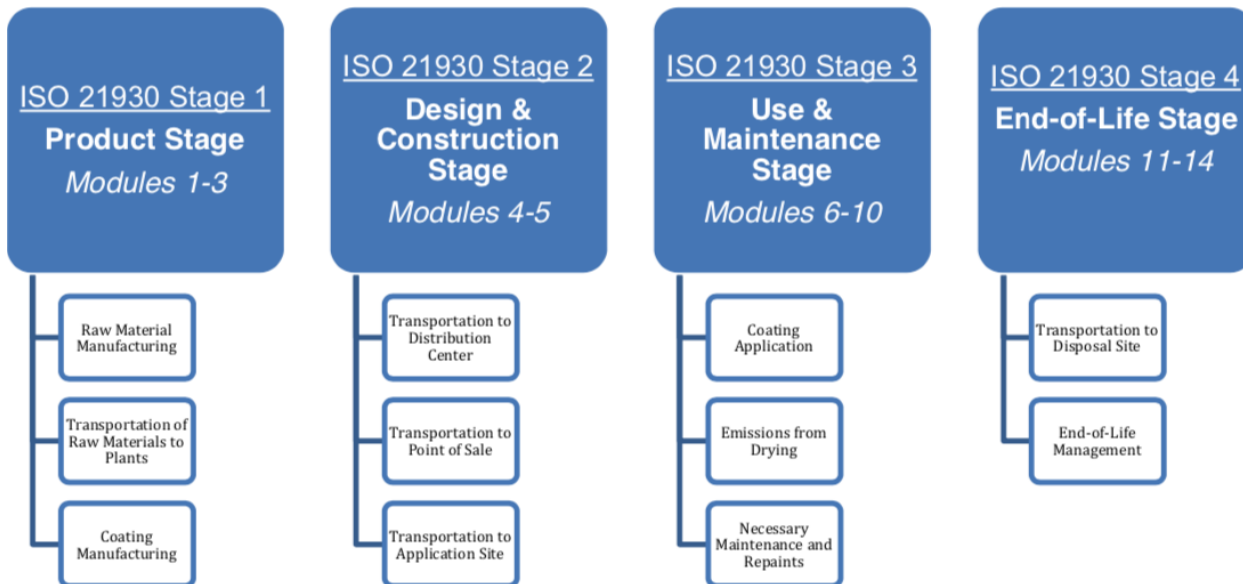 ISO 21930 Stage 1
Product Stage
Modules 1-3
Raw Material
Manufacturing
Transportation of
Raw Materials to
Plants
Coating
Manufacturing
ISO 21930 Stage 2
Design &
Construction
Stage
Modules 4-5
Transportation to
Distribution
Center
Transportation to
Point of Sale
Transportation to
Application Site
ISO 21930 Stage 3
Use &
Maintenance
Stage
Modules 6-10
Coating
Application
Emissions from
Drying
Necessary
Maintenance and
Repaints
ISO 21930 Stage 4
End-of-Life Stage
Modules 11-14
Transportation to
Disposal Site
End-of-Life
Management